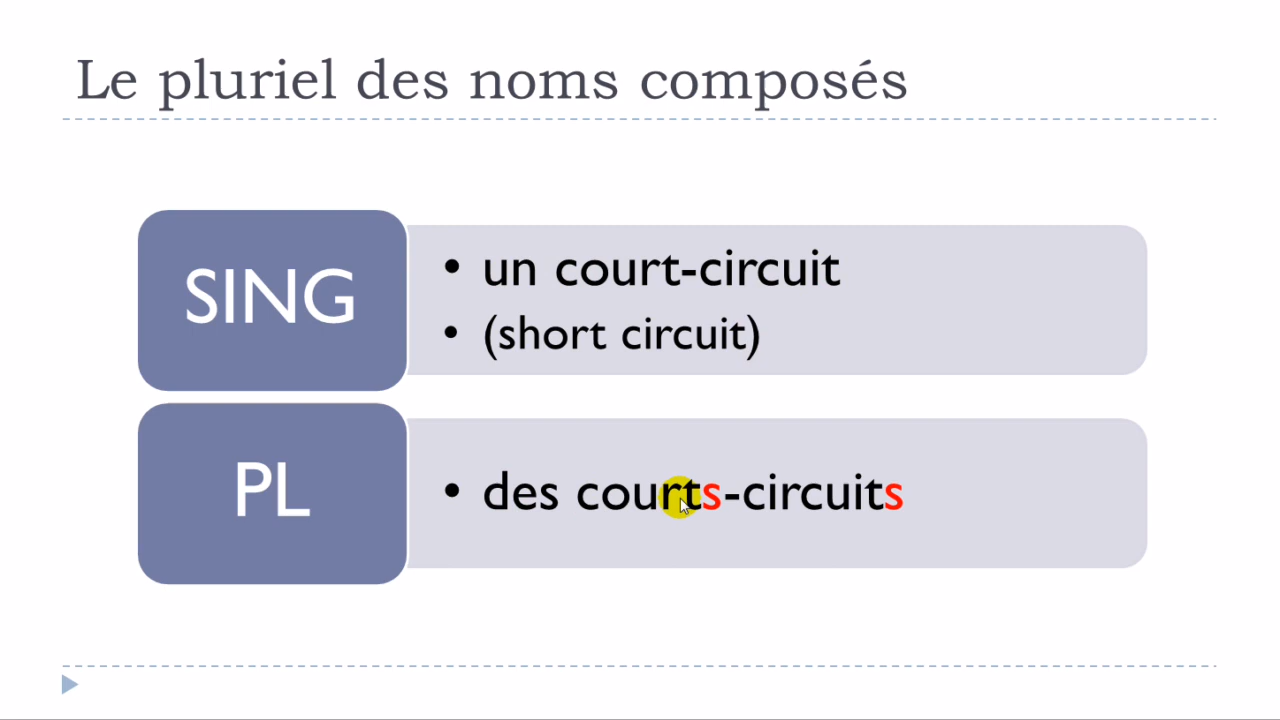 Le pluriel des noms composés
SING
• un court-circuit
• (short circuit)
PL
• des courts-circuits